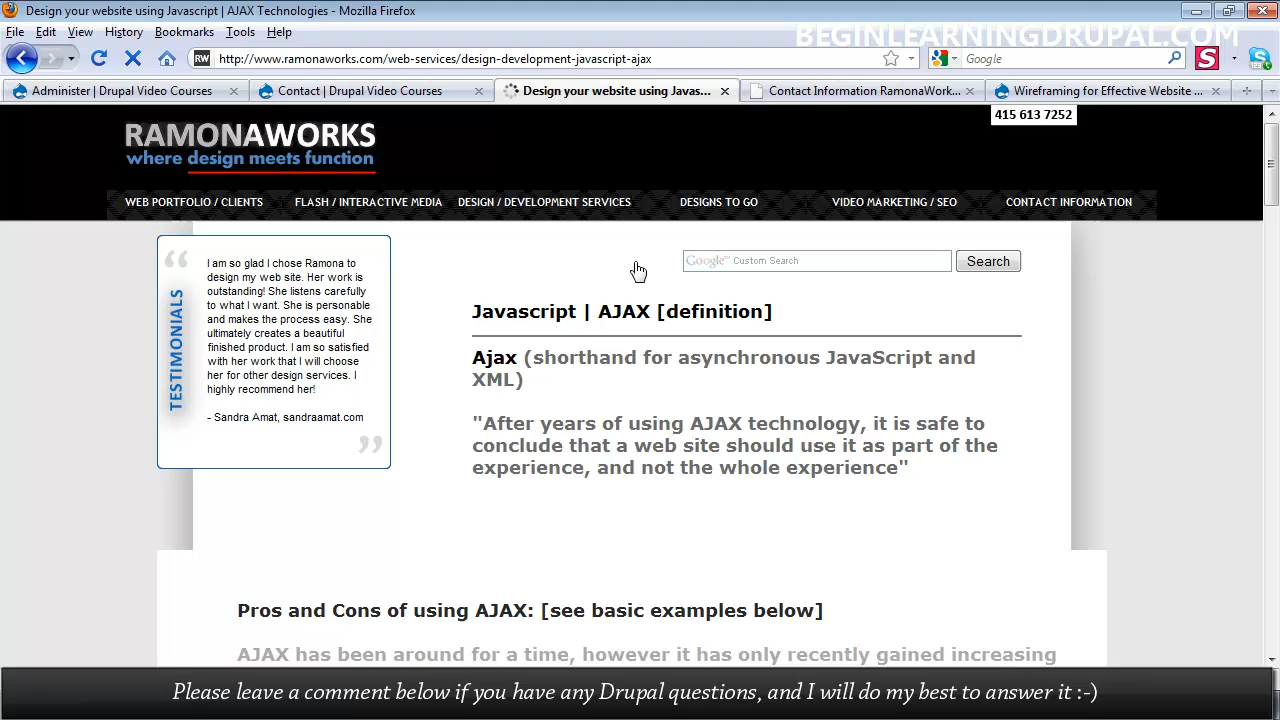 Design your website using Javascript | AJAX Technologies - Mozilla Firefox
File Edit View History Bookmarks Tools Help
BEGINLEARNINGDRUPAL.COM
RW http://www.ramonaworks.com/web-services/design-development-javascript-ajax
Google
Administer | Drupal Video Courses
Contact | Drupal Video Courses
Design your website using Javas...
Contact Information RamonaWork...
Wireframing for Effective Website ...
415 613 7252
RAMONAWORKS
where design meets function
WEB PORTFOLIO / CLIENTS FLASH / INTERACTIVE MEDIA DESIGN / DEVELOPMENT SERVICES DESIGNS TO GO VIDEO MARKETING / SEO CONTACT INFORMATION
TESTIMONIALS
I am so glad I chose Ramona to
design my web site. Her work is
outstanding! She listens carefully
to what I want. She is personable
and makes the process easy. She
ultimately creates a beautiful
finished product. I am so satisfied
with her work that I will choose
her for other design services. I
highly recommend her!
- Sandra Amat, sandraamat.com
Google™ Custom Search
Search
Javascript | AJAX [definition]
Ajax (shorthand for asynchronous JavaScript and
XML)
"After years of using AJAX technology, it is safe to
conclude that a web site should use it as part of the
experience, and not the whole experience"
Pros and Cons of using AJAX: [see basic examples below]
AJAX has been around for a time, however it has only recently gained increasing
Please leave a comment below if you have any Drupal questions, and I will do my best to answer it :-)